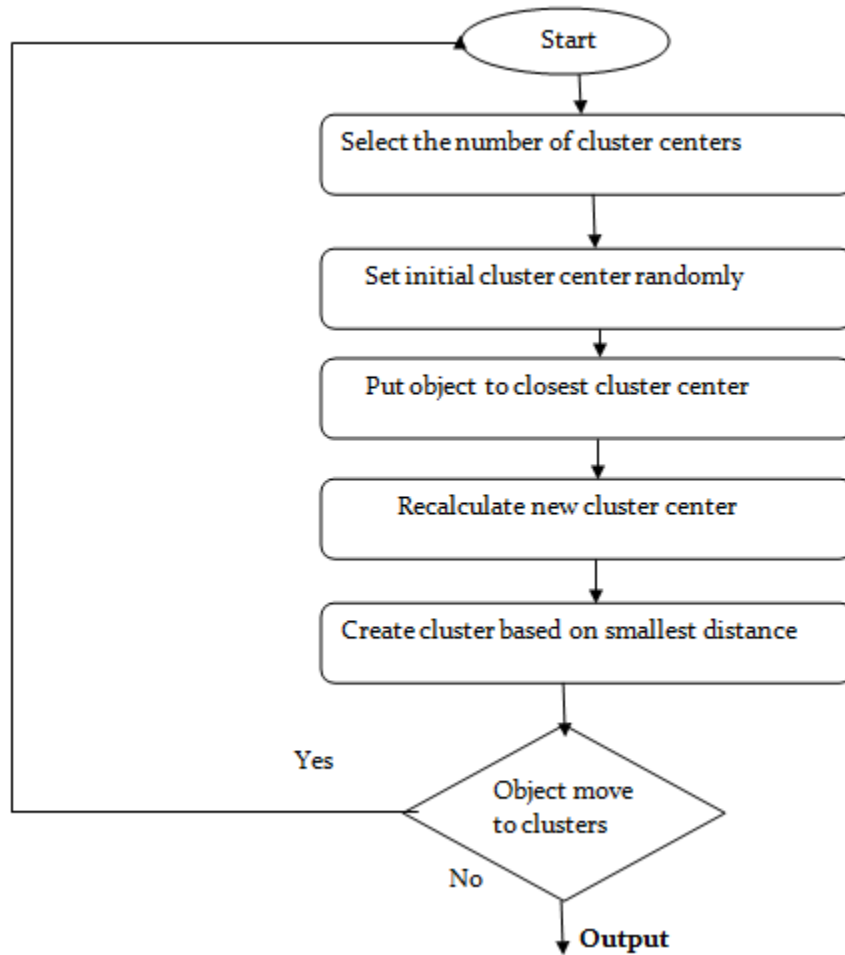 Start
Select the number of cluster centers
Set initial cluster center randomly
Put object to closest cluster center
Recalculate new cluster center
Create cluster based on smallest distance
Yes
Object move
to clusters
No
Output